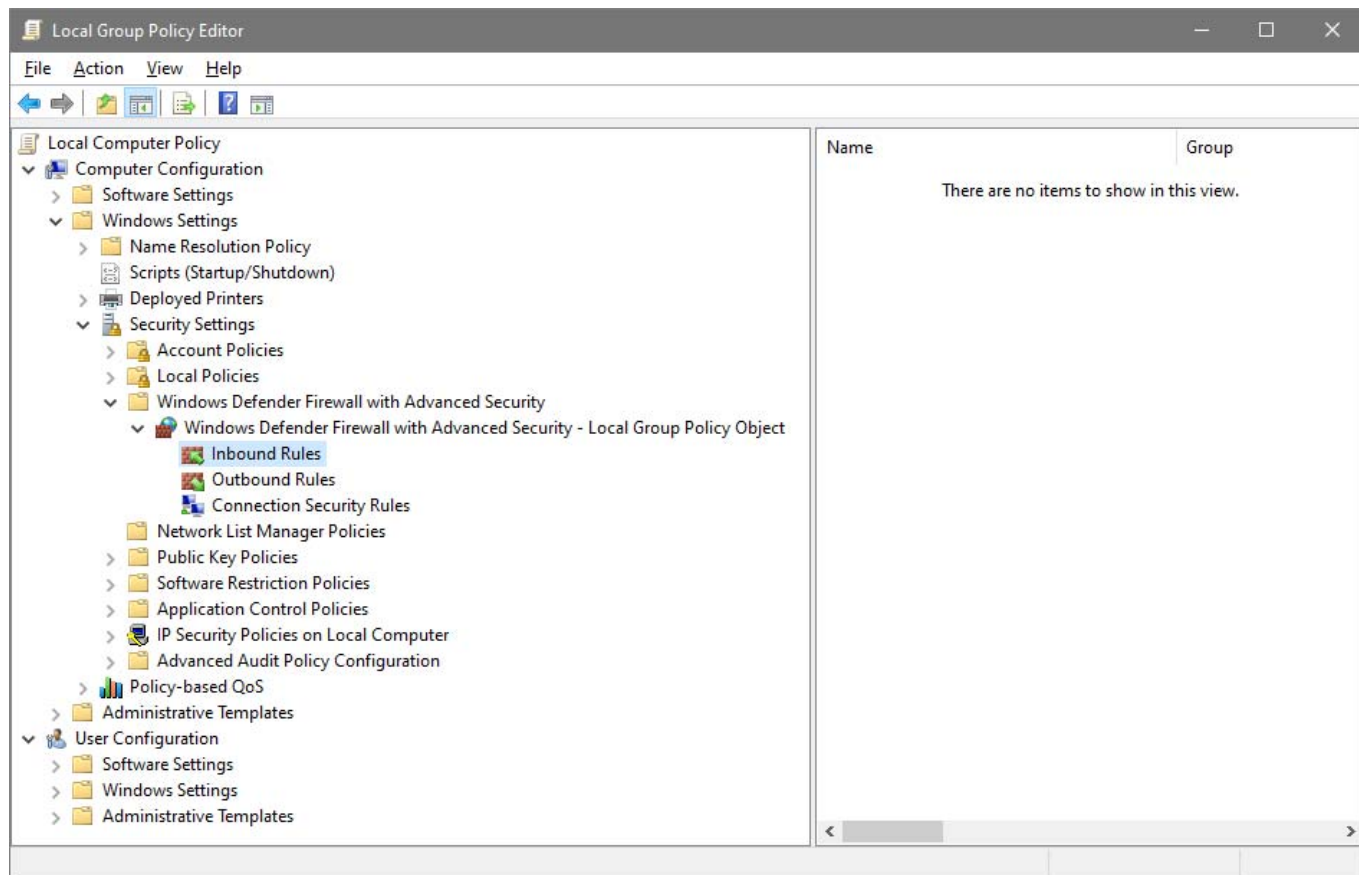 Local Group Policy Editor
File Action View Help
Local Computer Policy
Computer Configuration
Software Settings
Windows Settings
Name Resolution Policy
Scripts (Startup/Shutdown)
Deployed Printers
Security Settings
Account Policies
Local Policies
Windows Defender Firewall with Advanced Security
Windows Defender Firewall with Advanced Security - Local Group Policy Object
Inbound Rules
Outbound Rules
Connection Security Rules
Network List Manager Policies
Public Key Policies
Software Restriction Policies
Application Control Policies
IP Security Policies on Local Computer
Advanced Audit Policy Configuration
Policy-based QoS
Administrative Templates
User Configuration
Software Settings
Windows Settings
Administrative Templates
Name Group
There are no items to show in this view.